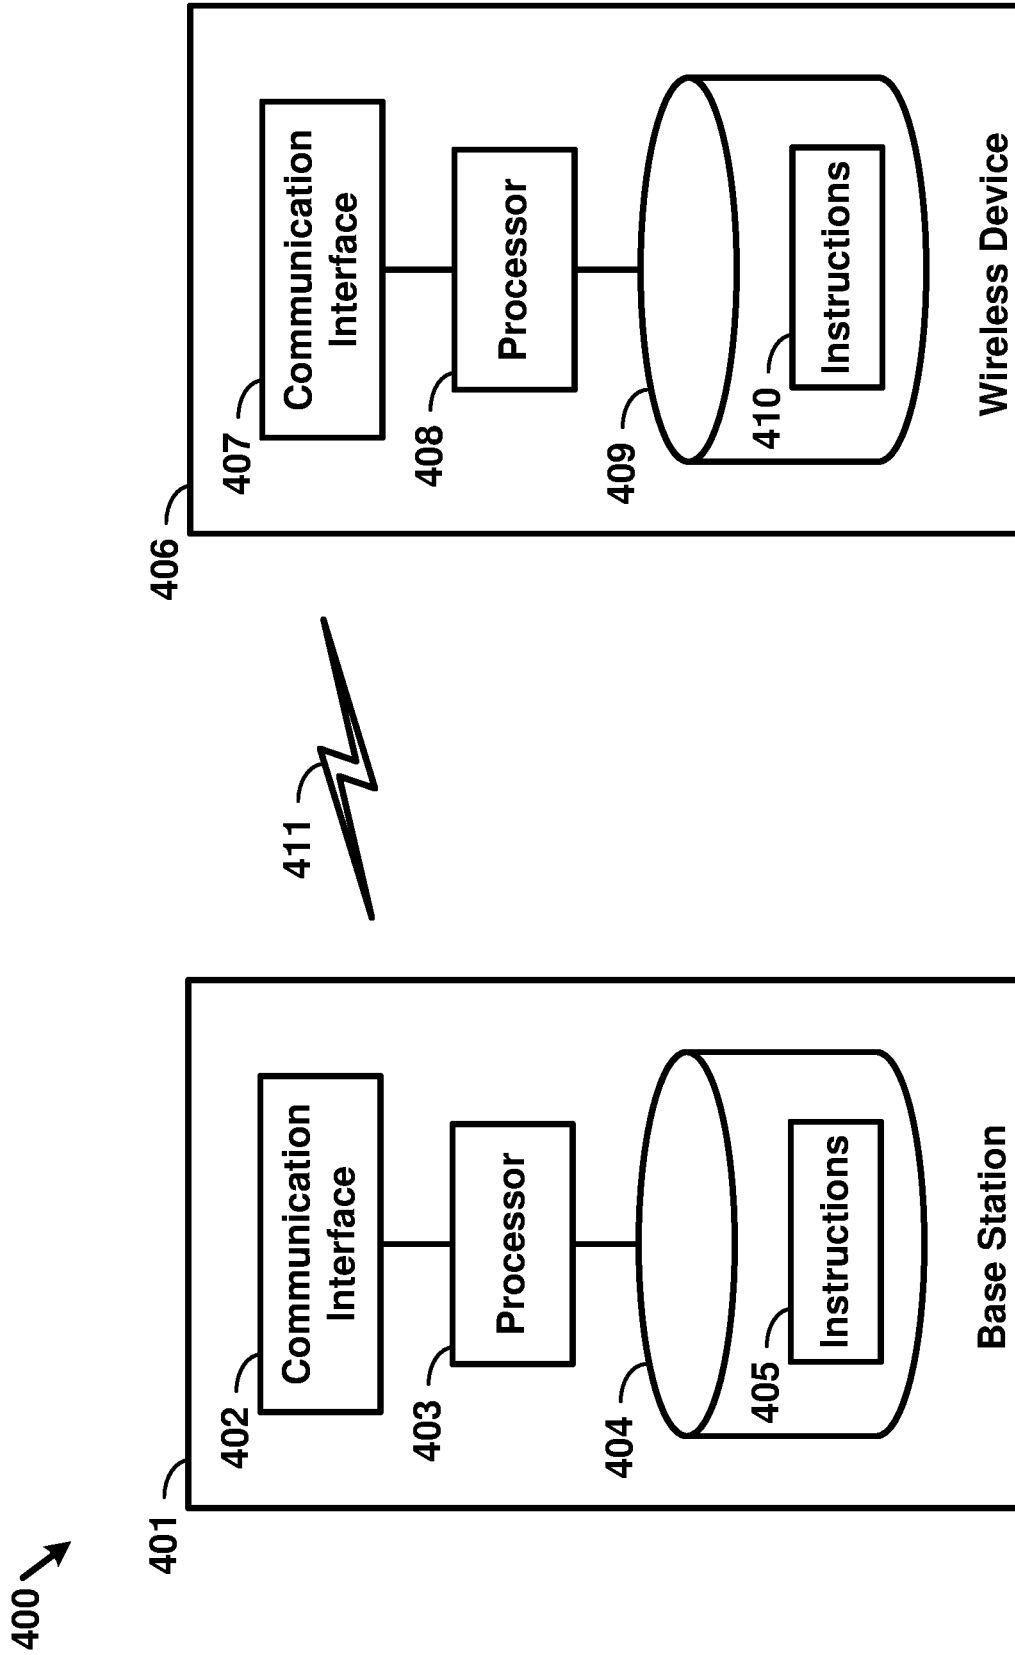 400
401
402
Communication
Interface
403
Processor
404
405
Instructions
Base Station
411
406
407
Communication
Interface
408
Processor
409
410
Instructions
Wireless Device